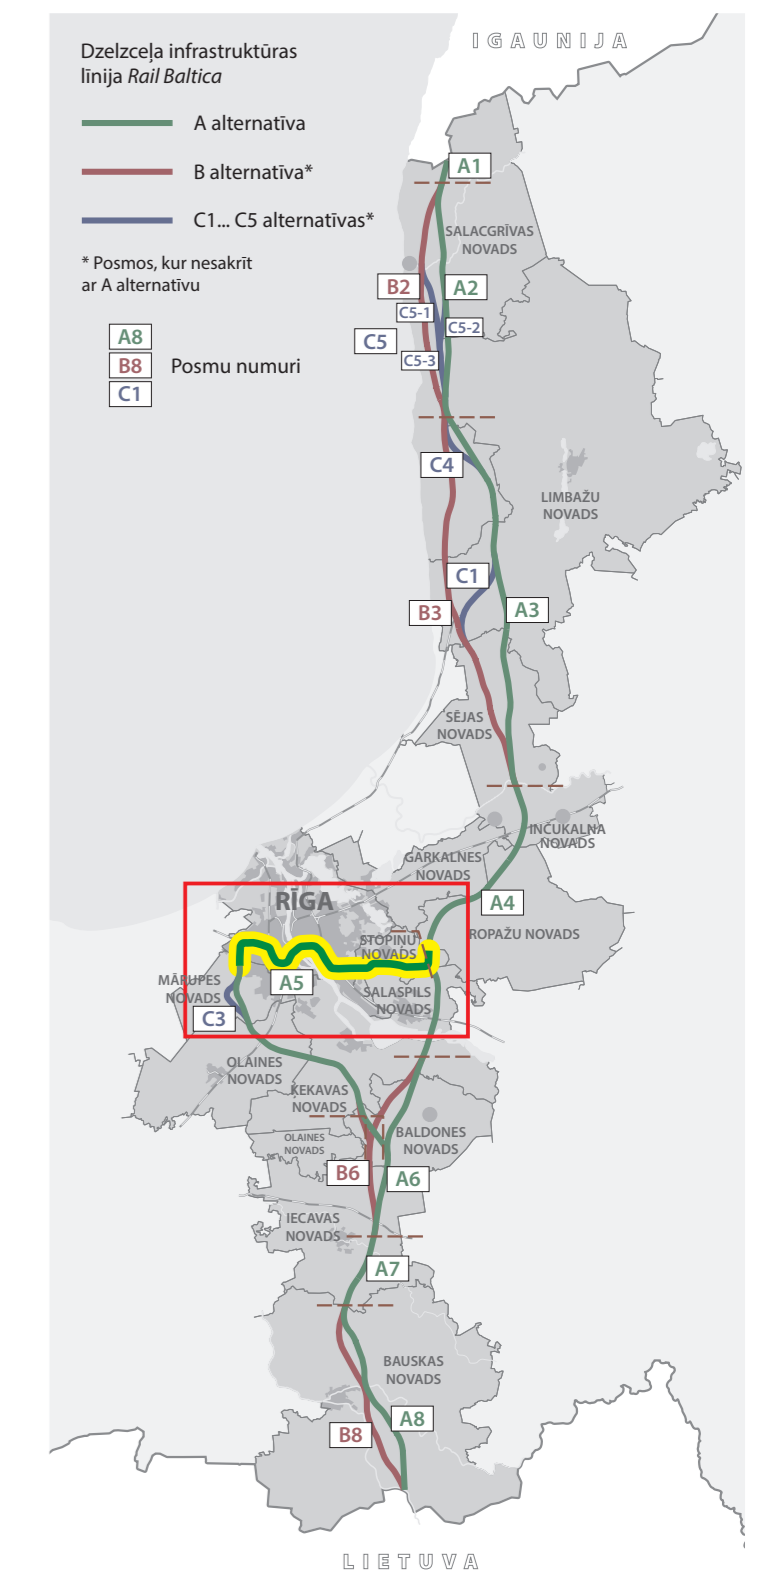 IGAUNIJA
Dzelzceļa infrastruktūras
līnija Rail Baltica
A alternatīva
B alternatīva*
C1... C5 alternatīvas*
* Posmos, kur nesakrīt
ar A alternatīvu
A8
B8
C1
Posmu numuri
A1
SALACGRĪVAS
NOVADS
B2
A2
C5-1
C5-2
C5
C5-3
C4
LIMBAŽU
NOVADS
C1
B3
A3
SĒJAS
NOVADS
INČUKALNA
NOVADS
GARKALNES
NOVADS
RĪGA
A4
ROPAŽU NOVADS
STOPIŅU
NOVADS
A5
MĀRUPES
NOVADS
SALASPILS
NOVADS
C3
OLAINES
NOVADS
ĶEKAVAS
NOVADS
OLAINES
NOVADS
BALDONES
NOVADS
B6
A6
IECAVAS
NOVADS
A7
BAUSKAS
NOVADS
A8
B8
LIETUVA